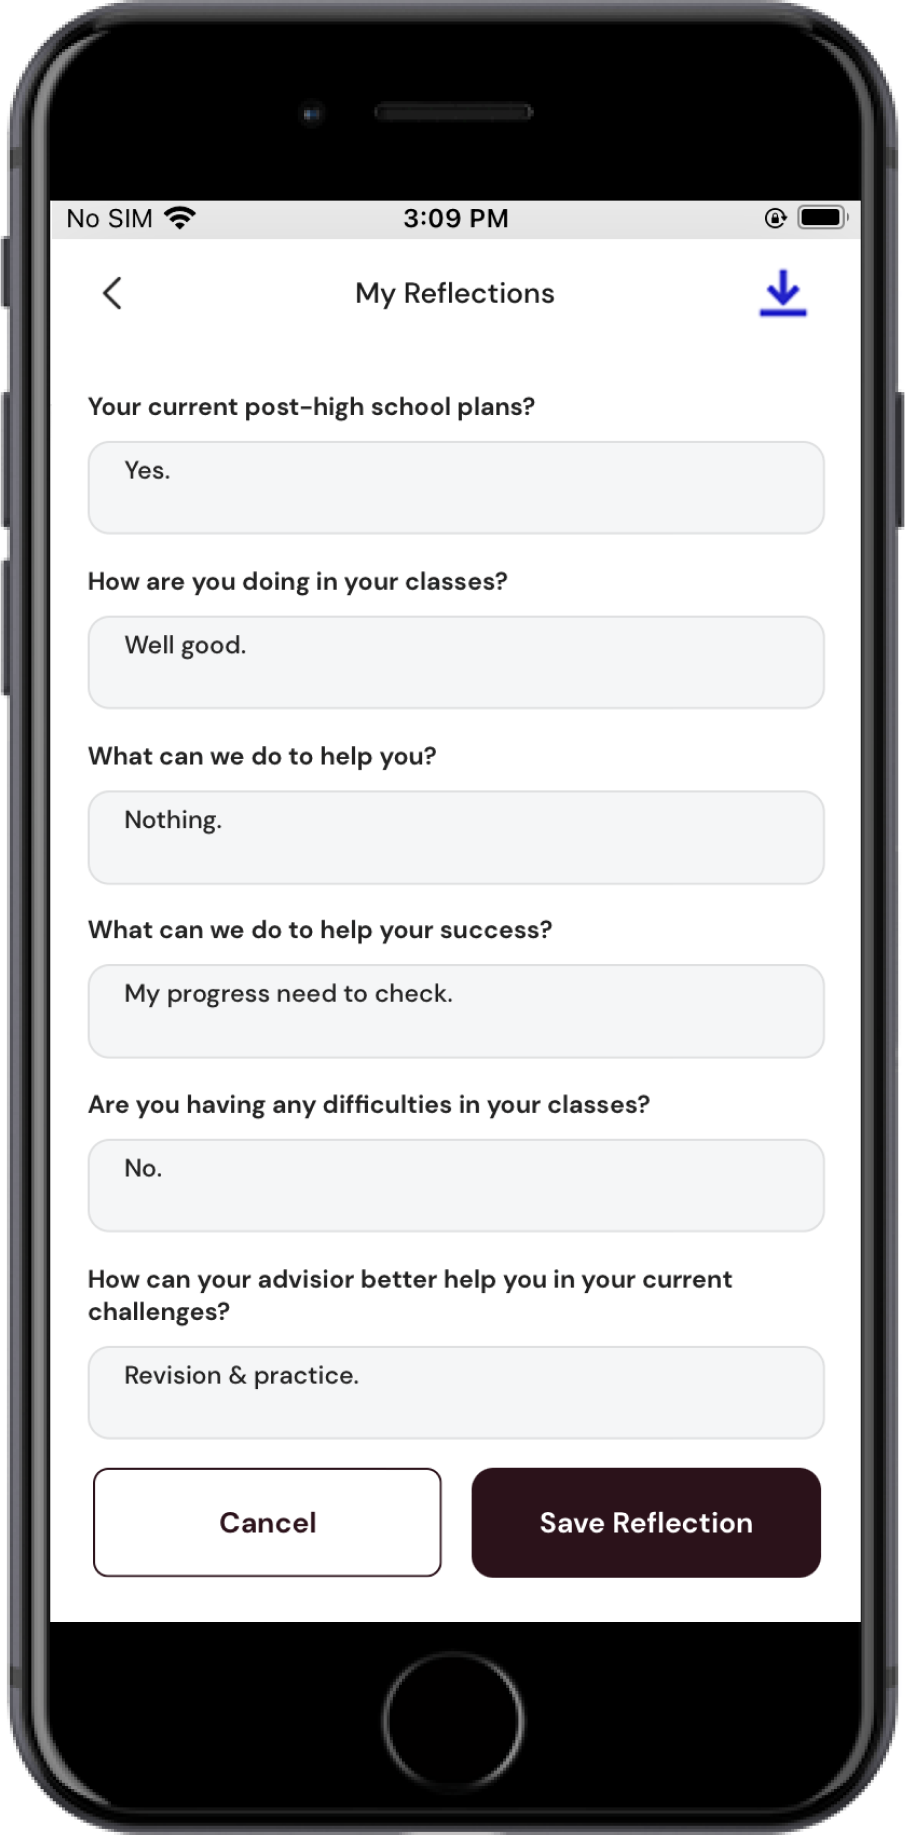 No SIM 3:09 PM
My Reflections
Your current post-high school plans?
Yes.
How are you doing in your classes?
Well good.
What can we do to help you?
Nothing.
What can we do to help your success?
My progress need to check.
Are you having any difficulties in your classes?
No.
How can your advisior better help you in your current
challenges?
Revision & practice.
Cancel Save Reflection